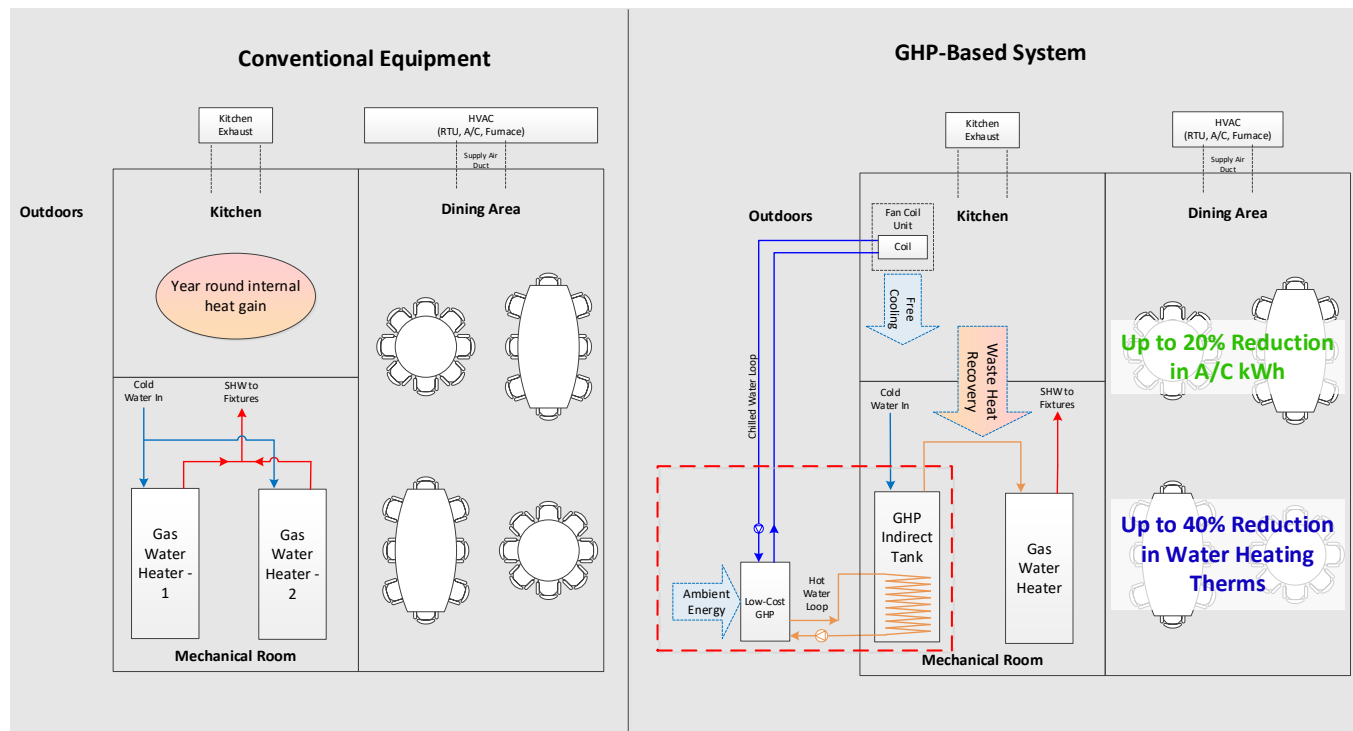 Conventional Equipment
Kitchen
Exhaust
HVAC
(RTU, A/C, Furnace)
Supply Air
Duct
Outdoors
Kitchen
Dining Area
Year round internal
heat gain
Cold
Water In
SHW to
Fixtures
Gas
Water
Heater -
1
Gas
Water
Heater -
2
Mechanical Room
GHP-Based System
Kitchen
Exhaust
HVAC
(RTU, A/C, Furnace)
Supply Air
Duct
Outdoors
Fan Coil
Unit
Coil
Kitchen
Dining Area
Free
Cooling
Waste Heat
Recovery
Chilled Water Loop
Cold
Water In
SHW to
Fixtures
Up to 20% Reduction
in A/C kWh
GHP
Indirect
Tank
Gas
Water
Heater
Up to 40% Reduction
in Water Heating
Therms
Ambient
Energy
Low-Cost
GHP
Hot
Water
Loop
Mechanical Room